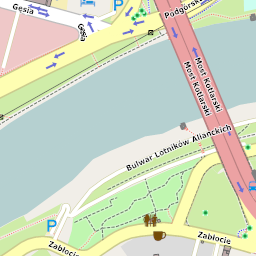 Gęsia
Gęsia
P
Podgórska
Most Kotlarski
Most Kotlarski
Bulwar Lotników Alianckich
P
Zabłocie
Zabłocie